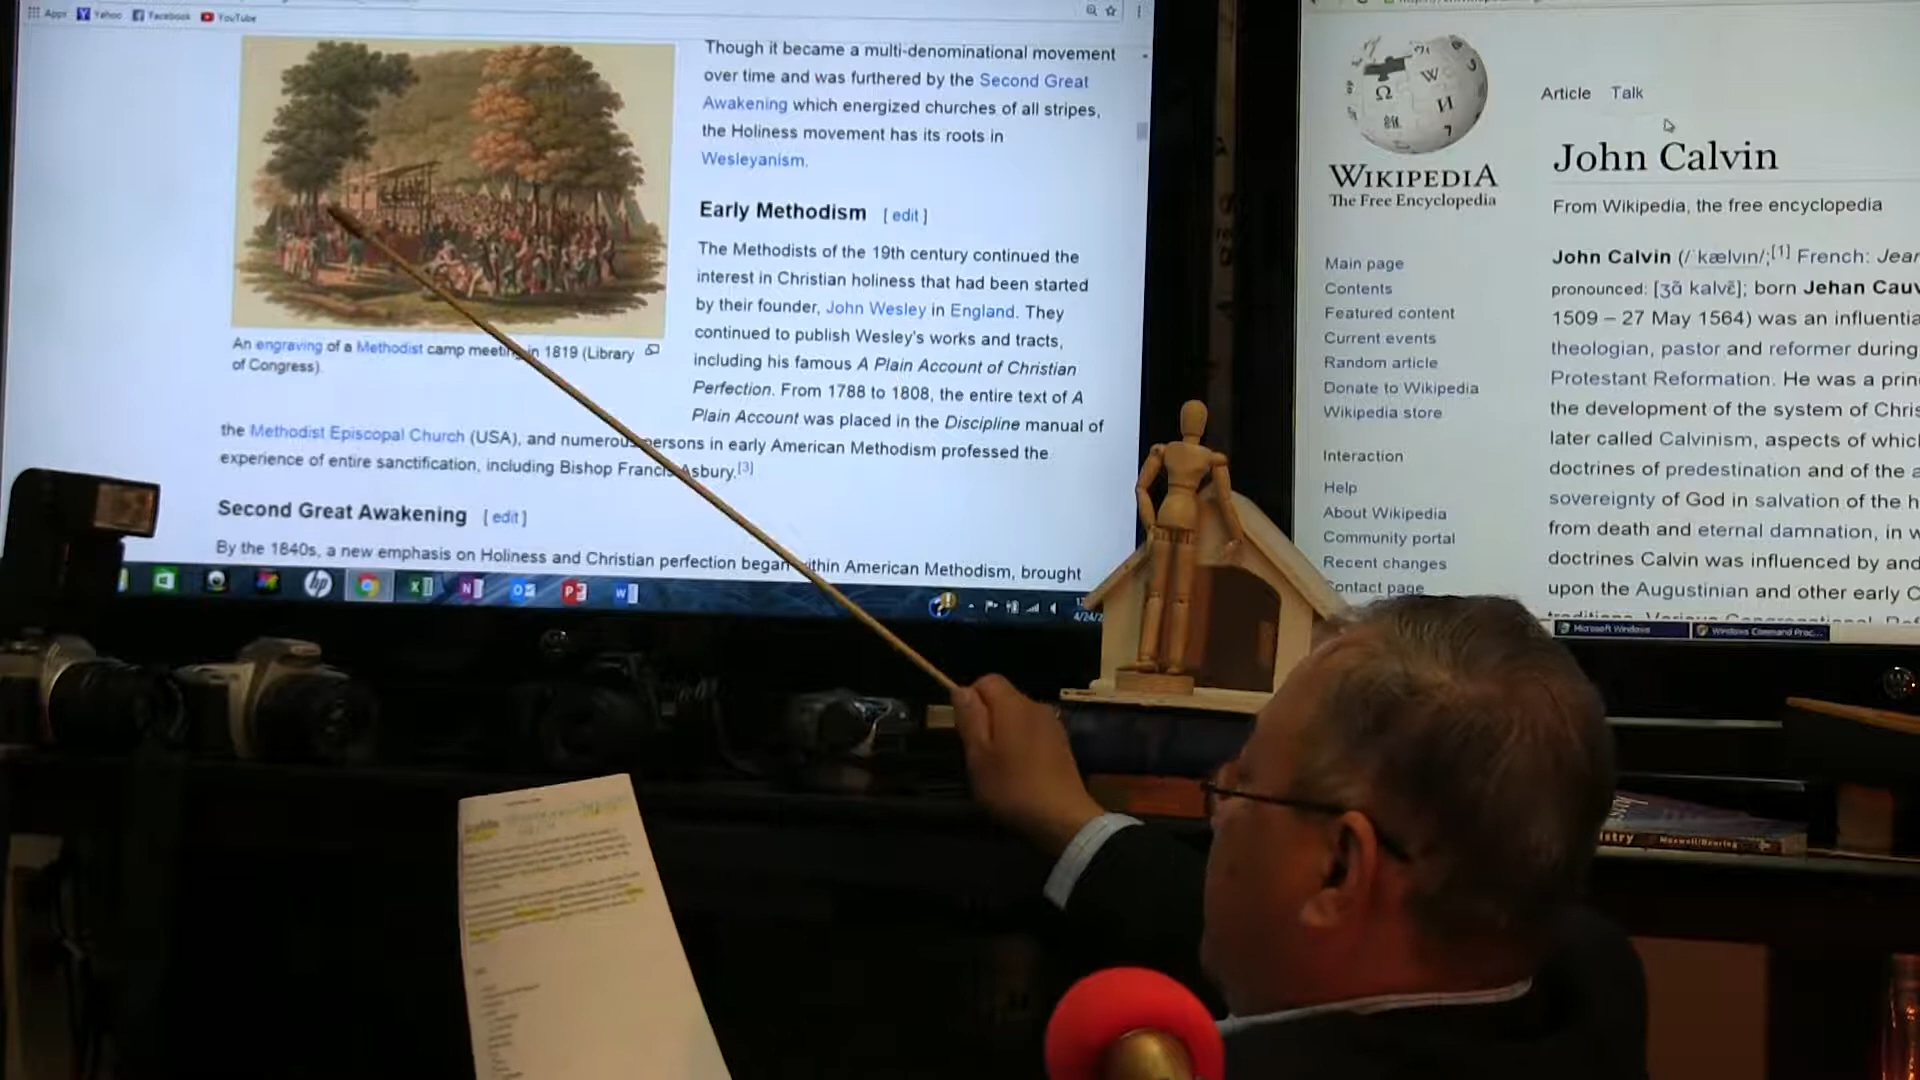 Apps Yahoo Facebook YouTube
Though it became a multi-denominational movement
over time and was furthered by the Second Great
Awakening which energized churches of all stripes,
the Holiness movement has its roots in
Wesleyanism.
Early Methodism [ edit ]
The Methodists of the 19th century continued the
interest in Christian holiness that had been started
by their founder, John Wesley in England. They
continued to publish Wesley's works and tracts,
including his famous A Plain Account of Christian
Perfection. From 1788 to 1808, the entire text of A
Plain Account was placed in the Discipline manual of
the Methodist Episcopal Church (USA), and numerous persons in early American Methodism professed the
experience of entire sanctification, including Bishop Francis Asbury.[3]
An engraving of a Methodist camp meeting in 1819 (Library
of Congress).
Second Great Awakening [ edit ]
By the 1840s, a new emphasis on Holiness and Christian perfection began within American Methodism, brought
hp
4/24/2
WIKIPEDIA
The Free Encyclopedia
Main page
Contents
Featured content
Current events
Random article
Donate to Wikipedia
Wikipedia store
Interaction
Help
About Wikipedia
Community portal
Recent changes
Contact page
Article Talk
John Calvin
From Wikipedia, the free encyclopedia
John Calvin (/ˈkælvɪn/;[1] French: Jear
pronounced: [ʒɑ̃ kalvɛ̃]; born Jehan Cauv
1509 – 27 May 1564) was an influentia
theologian, pastor and reformer during
Protestant Reformation. He was a prin
the development of the system of Chris
later called Calvinism, aspects of which
doctrines of predestination and of the a
sovereignty of God in salvation of the h
from death and eternal damnation, in w
doctrines Calvin was influenced by and
upon the Augustinian and other early C
Microsoft Windows Windows Command Proc...
istry Maxwell/Dearing